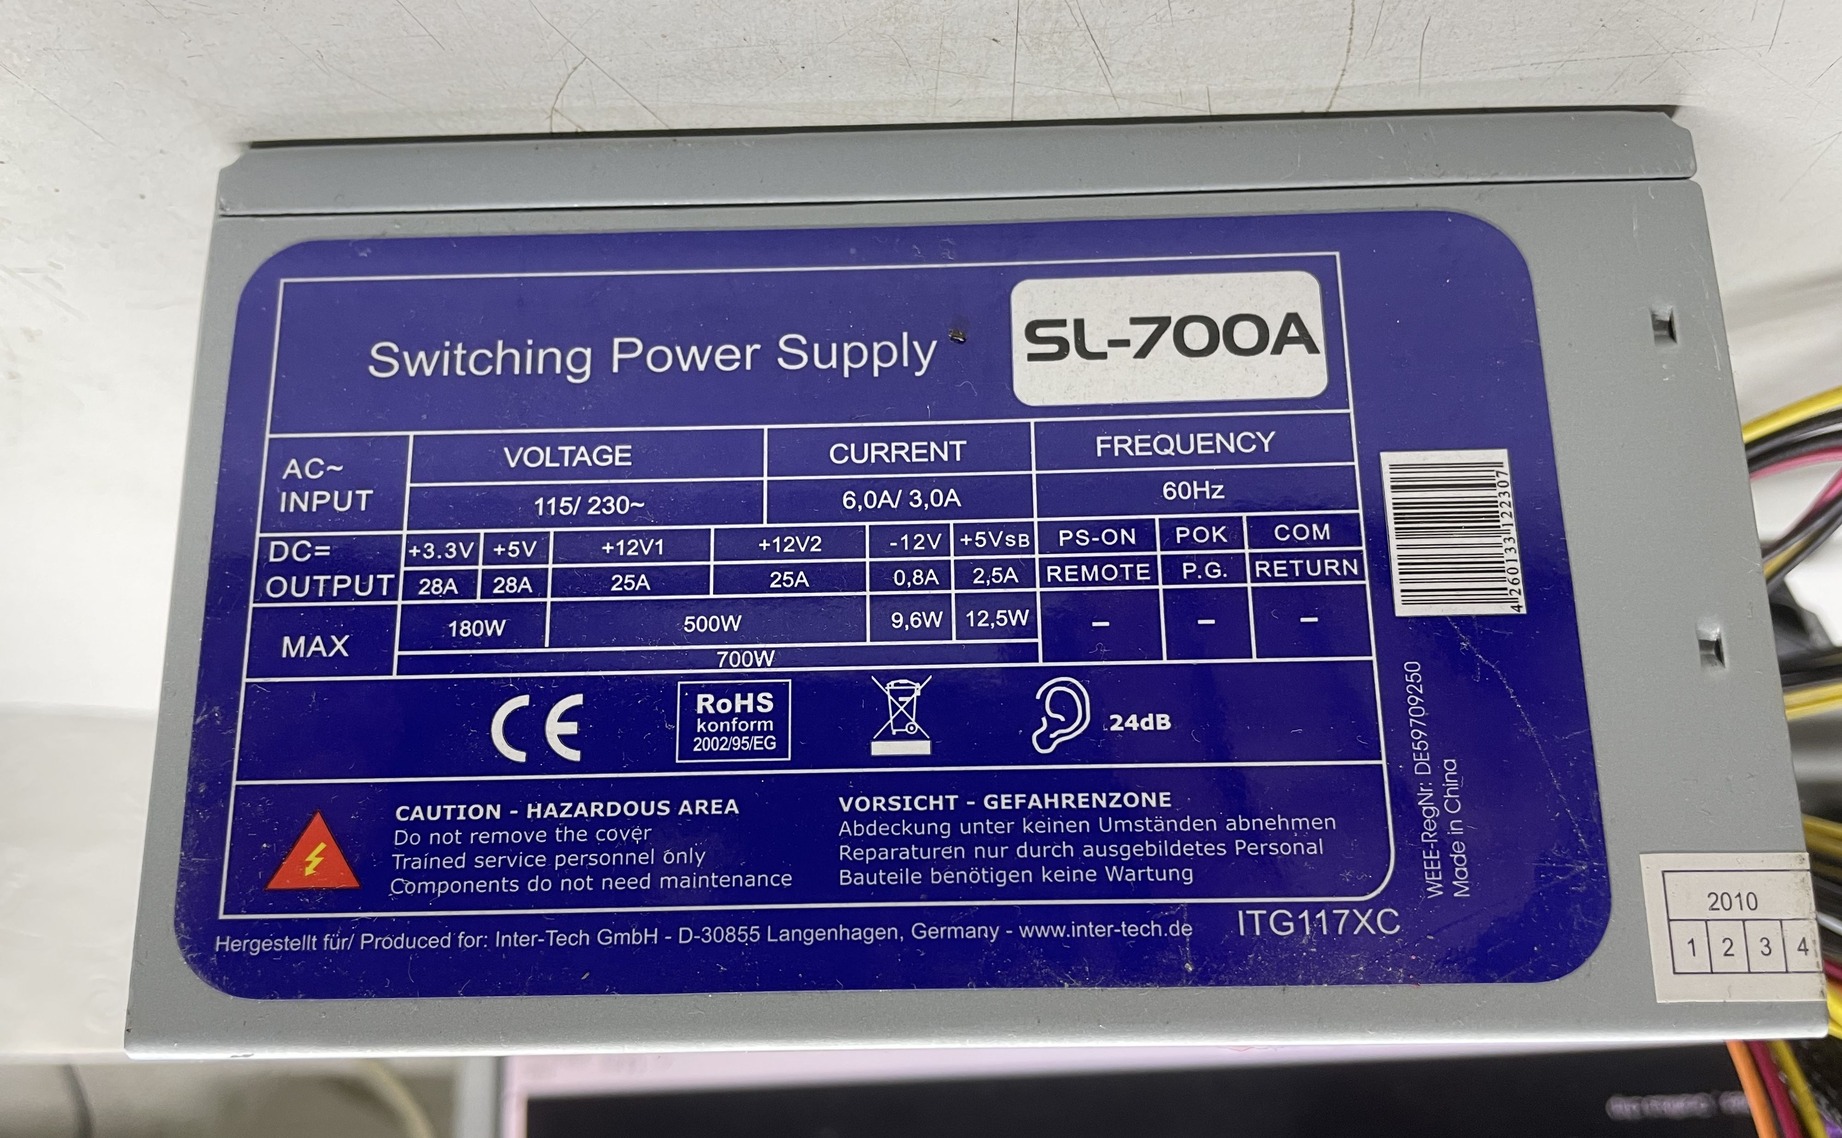 Switching Power Supply SL-700A
AC~ INPUT
VOLTAGE CURRENT FREQUENCY
115/ 230~ 6,0A/ 3,0A 60Hz
DC= OUTPUT
+3.3V +5V +12V1 +12V2 -12V +5VSB PS-ON POK COM
28A 28A 25A 25A 0,8A 2,5A REMOTE P.G. RETURN
MAX 180W 500W 9,6W 12,5W – – –
700W
CE
RoHS
konform
2002/95/EG
24dB
CAUTION - HAZARDOUS AREA
Do not remove the cover
Trained service personnel only
Components do not need maintenance
VORSICHT - GEFAHRENZONE
Abdeckung unter keinen Umständen abnehmen
Reparaturen nur durch ausgebildetes Personal
Bauteile benötigen keine Wartung
Hergestellt für/ Produced for: Inter-Tech GmbH - D-30855 Langenhagen, Germany - www.inter-tech.de
ITG117XC
4260133122307
WEEE-RegNr: DE59709250
Made in China
2010
1 2 3 4